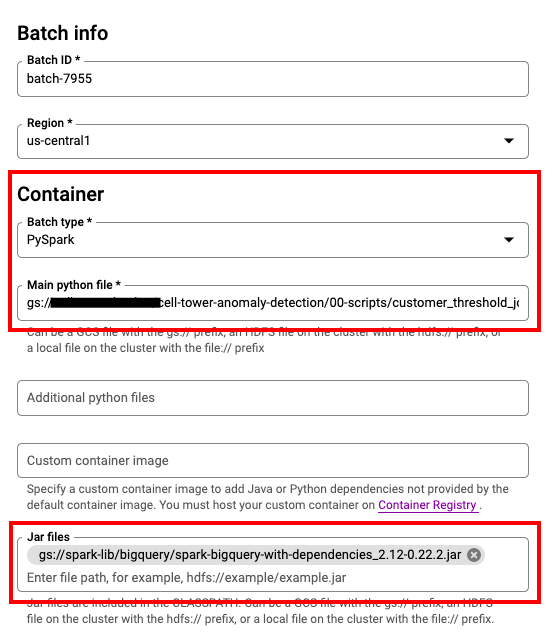 Batch info
Batch ID *
batch-7955
Region *
us-central1
Container
Batch type *
PySpark
Main python file *
gs:// cell-tower-anomaly-detection/00-scripts/customer_threshold_jo
Can be a GCS file with the gs:// prefix, an HDFS file on the cluster with the hdfs:// prefix, or
a local file on the cluster with the file:// prefix
Additional python files
Custom container image
Specify a custom container image to add Java or Python dependencies not provided by the
default container image. You must host your custom container on Container Registry .
Jar files
gs://spark-lib/bigquery/spark-bigquery-with-dependencies_2.12-0.22.2.jar
Enter file path, for example, hdfs://example/example.jar
Jar files are included in the CLASSPATH. Can be a GCS file with the gs:// prefix, an HDFS
file on the cluster with the hdfs:// prefix, or a local file on the cluster with the file:// prefix.